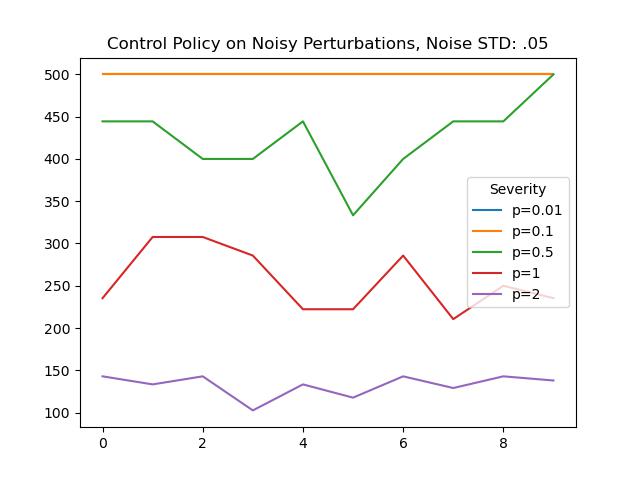 Control Policy on Noisy Perturbations, Noise STD: .05
500
450
400
350
300
250
200
150
100
Severity
p=0.01
p=0.1
p=0.5
p=1
p=2
0 2 4 6 8